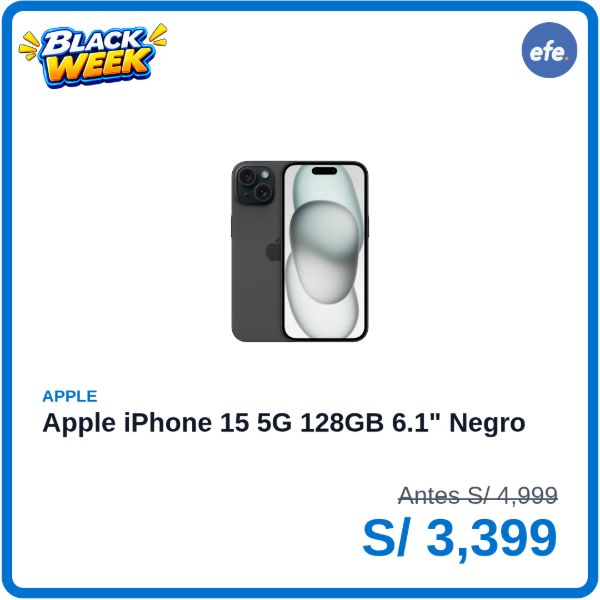 BLACK
WEEK
efe.
APPLE
Apple iPhone 15 5G 128GB 6.1" Negro
Antes S/ 4,999
S/ 3,399